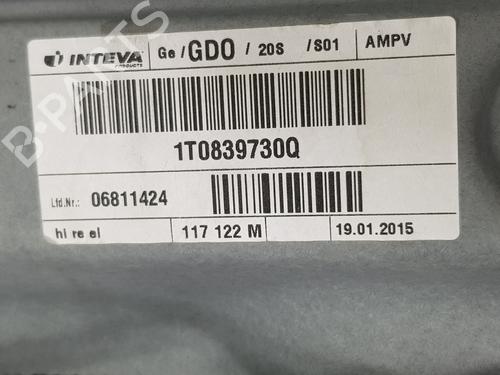 INTEVA PRODUCTS Ge / GDO / 20S / S01 AMPV
1T0839730Q
Lfd.Nr.: 06811424
hi re el 117 122 M 19.01.2015
B-PARTS